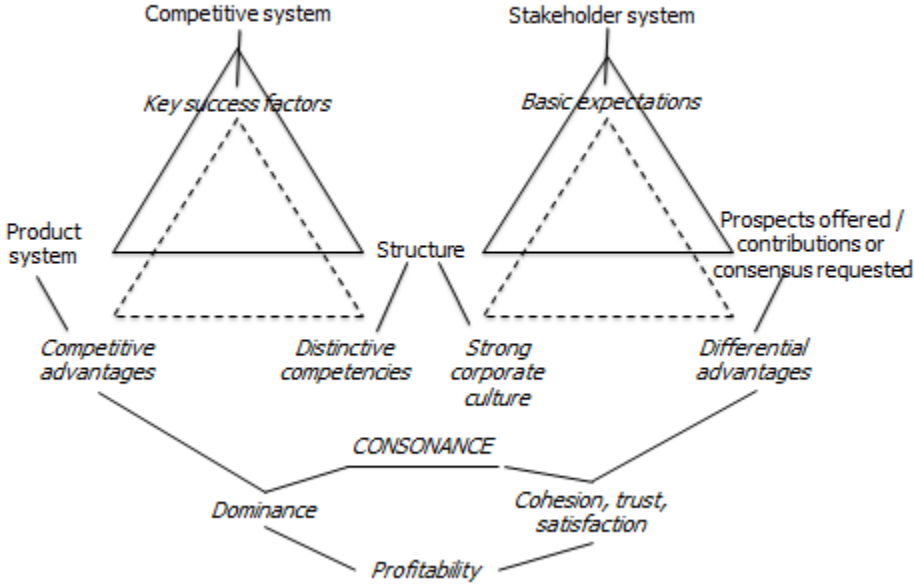 Competitive system
Stakeholder system
Key success factors
Basic expectations
Product
system
Structure
Prospects offered /
contributions or
consensus requested
Competitive
advantages
Distinctive
competencies
Strong
corporate
culture
Differential
advantages
CONSONANCE
Dominance
Cohesion, trust,
satisfaction
Profitability